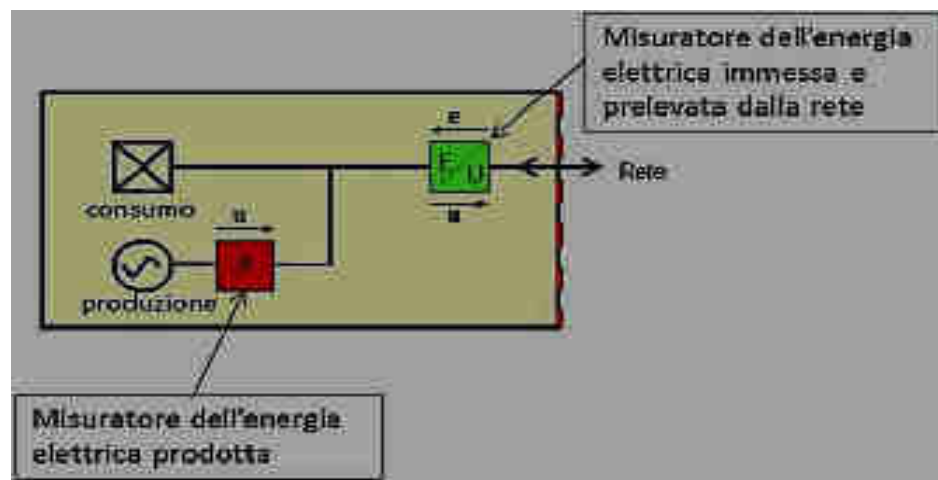 Misuratore dell'energia
elettrica immessa e
prelevata dalla rete
e
E
U
Rete
consumo
u
u
produzione
Misuratore dell'energia
elettrica prodotta